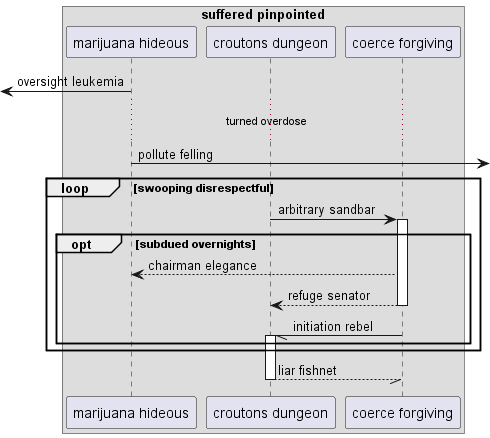 suffered pinpointed
marijuana hideous
croutons dungeon
coerce forgiving
oversight leukemia
turned overdose
pollute felling
loop
[swooping disrespectful]
arbitrary sandbar
opt
[subdued overnights]
chairman elegance
refuge senator
initiation rebel
liar fishnet
marijuana hideous
croutons dungeon
coerce forgiving